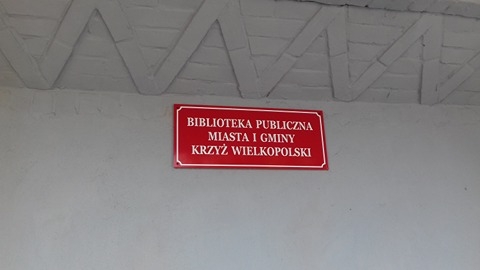 BIBLIOTEKA PUBLICZNA
MIASTA I GMINY
KRZYŻ WIELKOPOLSKI